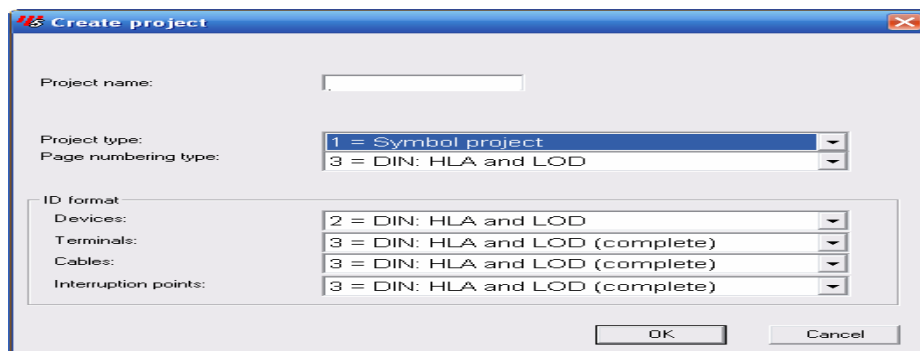 Create project
Project name:
Project type: 1 = Symbol project
Page numbering type: 3 = DIN: HLA and LOD
ID format
Devices: 2 = DIN: HLA and LOD
Terminals: 3 = DIN: HLA and LOD (complete)
Cables: 3 = DIN: HLA and LOD (complete)
Interruption points: 3 = DIN: HLA and LOD (complete)
OK Cancel